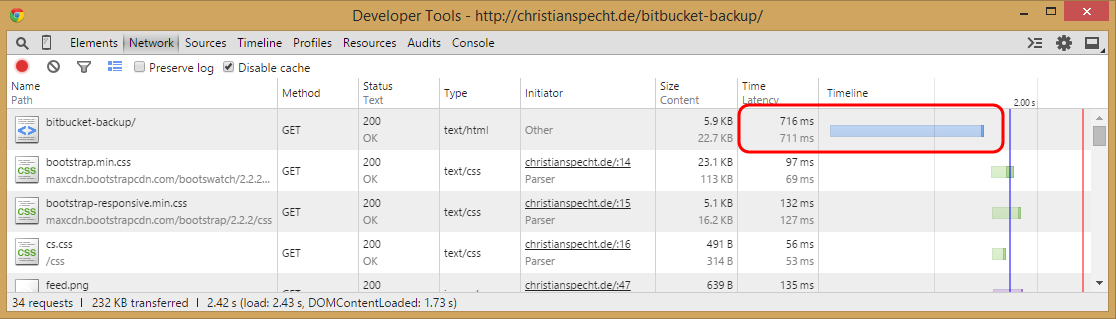 Developer Tools - http://christianspecht.de/bitbucket-backup/
Elements Network Sources Timeline Profiles Resources Audits Console
Preserve log Disable cache
Name Path Method Status Text Type Initiator Size Content Time Latency Timeline 2.00 s
bitbucket-backup/ GET 200 OK text/html Other 5.9 KB 22.7 KB 716 ms 711 ms
bootstrap.min.css maxcdn.bootstrapcdn.com/bootswatch/2.2.2... GET 200 OK text/css christianspecht.de/:14 Parser 23.1 KB 113 KB 97 ms 69 ms
bootstrap-responsive.min.css maxcdn.bootstrapcdn.com/bootstrap/2.2.2/css GET 200 OK text/css christianspecht.de/:15 Parser 5.1 KB 16.2 KB 132 ms 127 ms
cs.css /css GET 200 OK text/css christianspecht.de/:16 Parser 491 B 314 B 56 ms 53 ms
feed.png 200 christianspecht.de/:47 639 B 135 ms
34 requests | 232 KB transferred | 2.42 s (load: 2.43 s, DOMContentLoaded: 1.73 s)